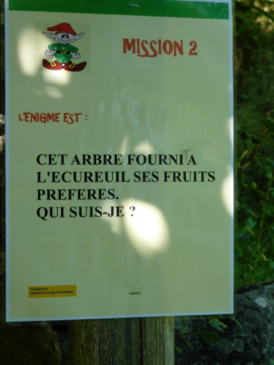 MISSION 2
L'ENIGME EST :
CET ARBRE FOURNI A
L'ECUREUIL SES FRUITS
PREFERES.
QUI SUIS-JE ?